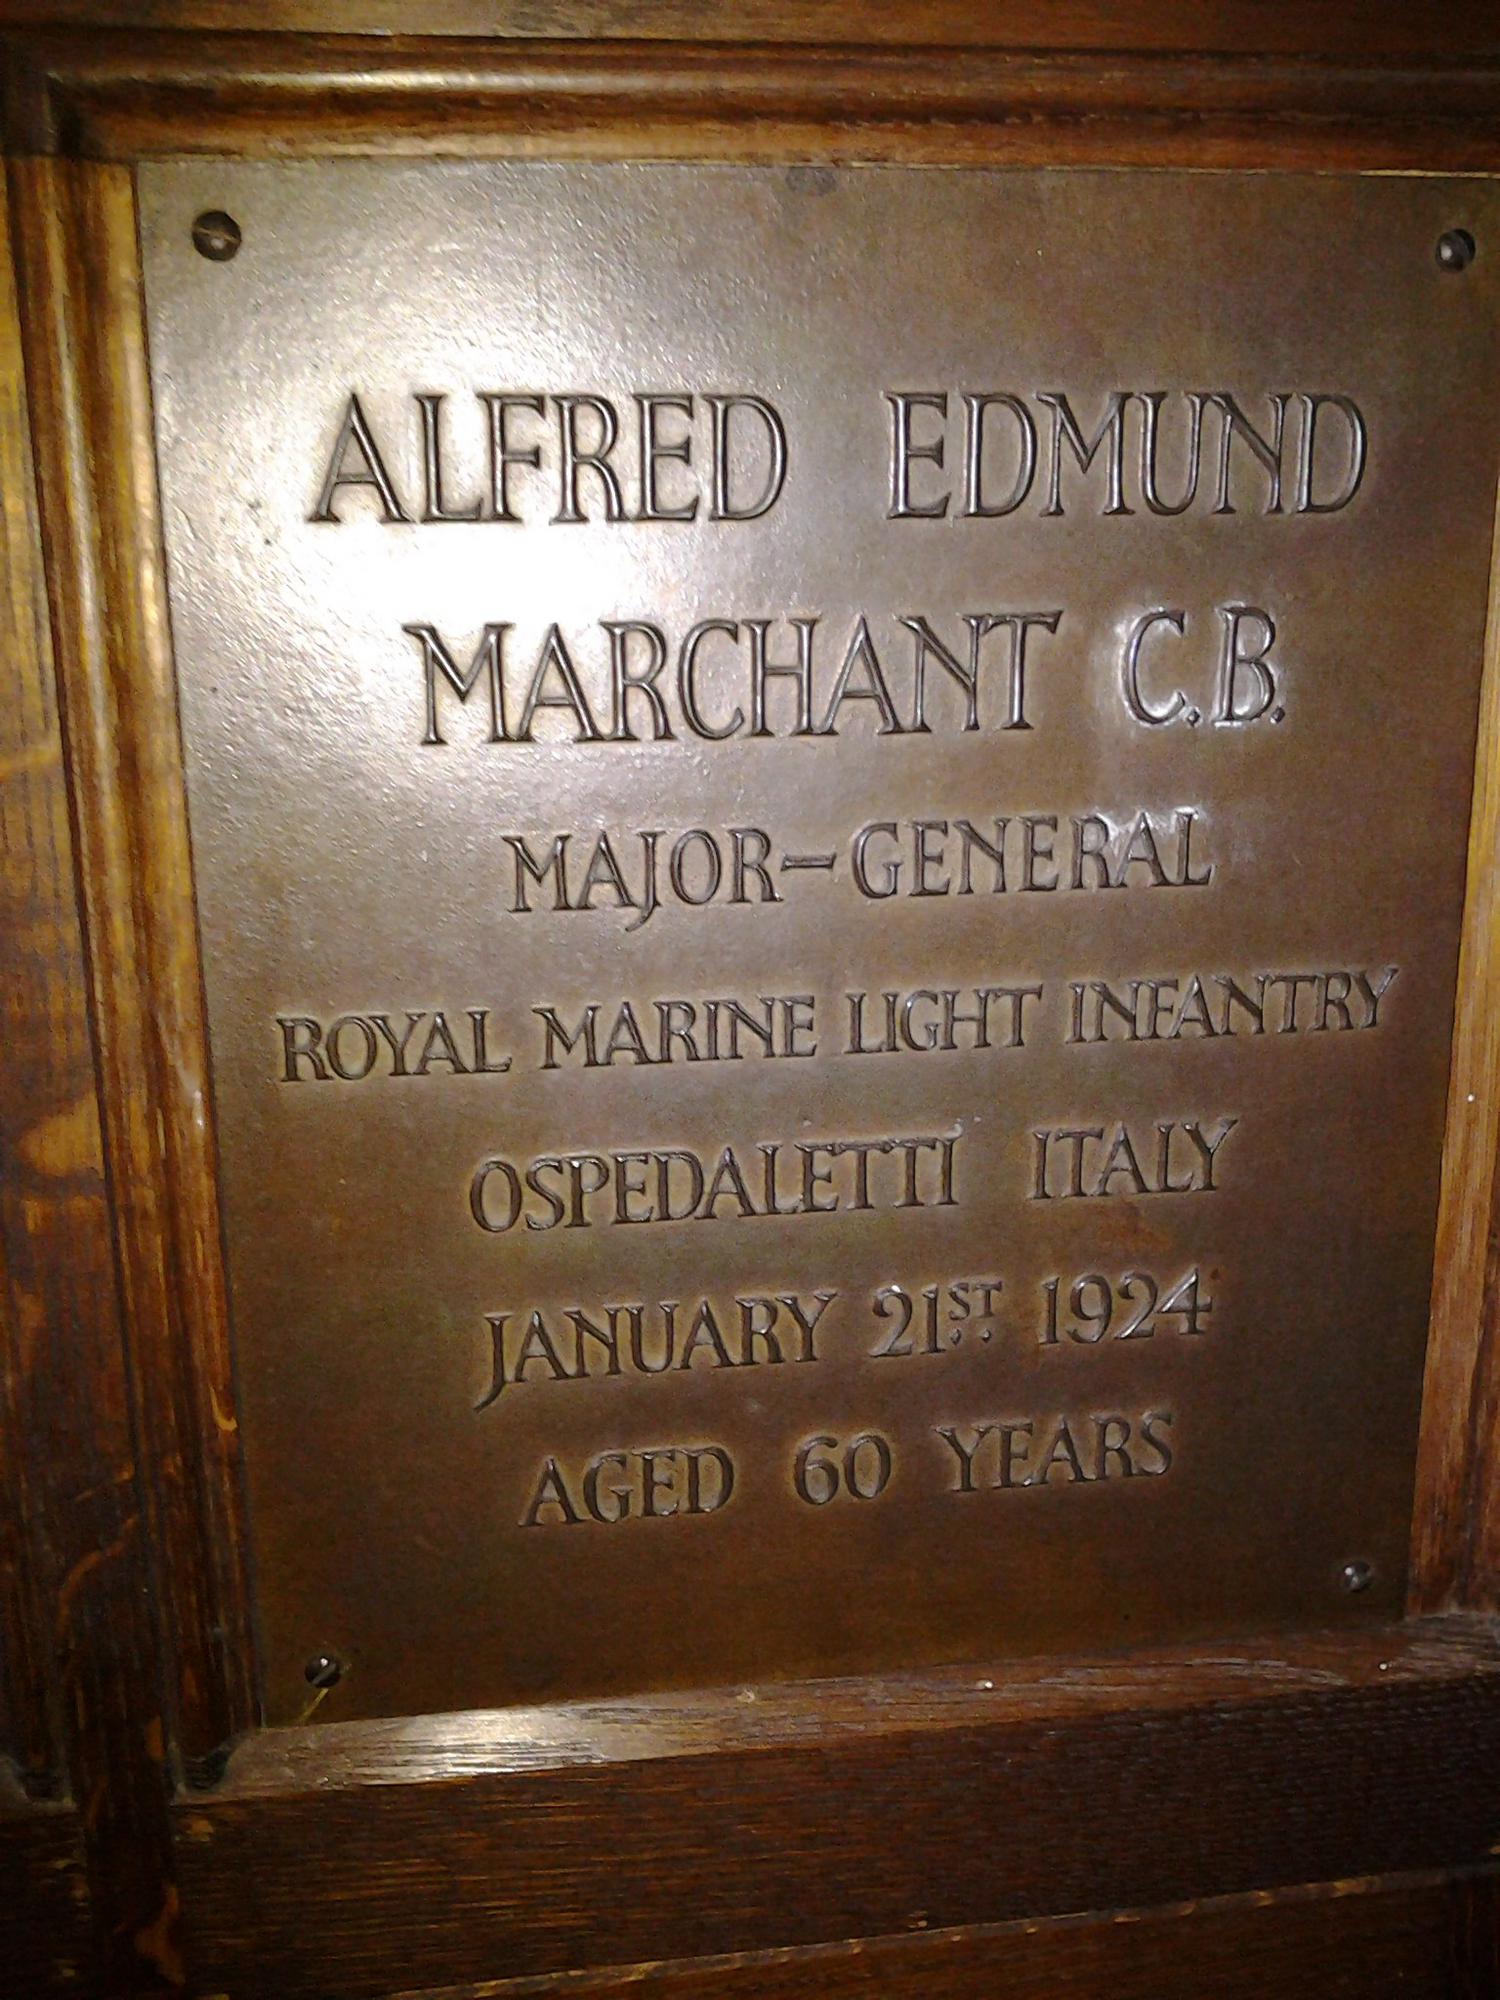 ALFRED EDMUND
MARCHANT C.B.
MAJOR-GENERAL
ROYAL MARINE LIGHT INFANTRY
OSPEDALETTI ITALY
JANUARY 21ST 1924
AGED 60 YEARS